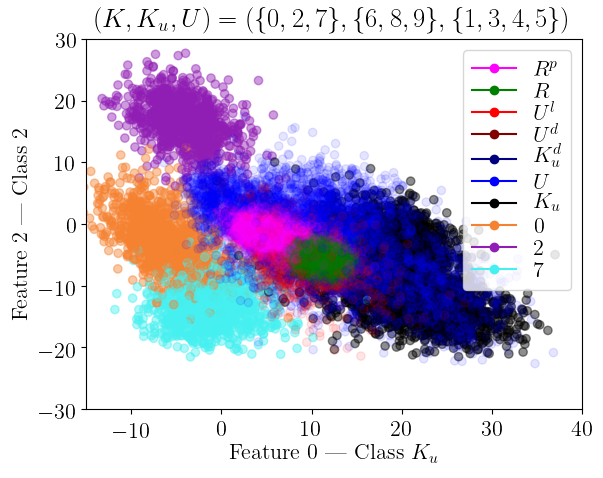 (K, K_u, U) = ({0, 2, 7}, {6, 8, 9}, {1, 3, 4, 5})
30
20
10
0
−10
−20
−30
Feature 2 — Class 2
R^p
R
U^l
U^d
K_u^d
U
K_u
0
2
7
−10 0 10 20 30 40
Feature 0 — Class K_u